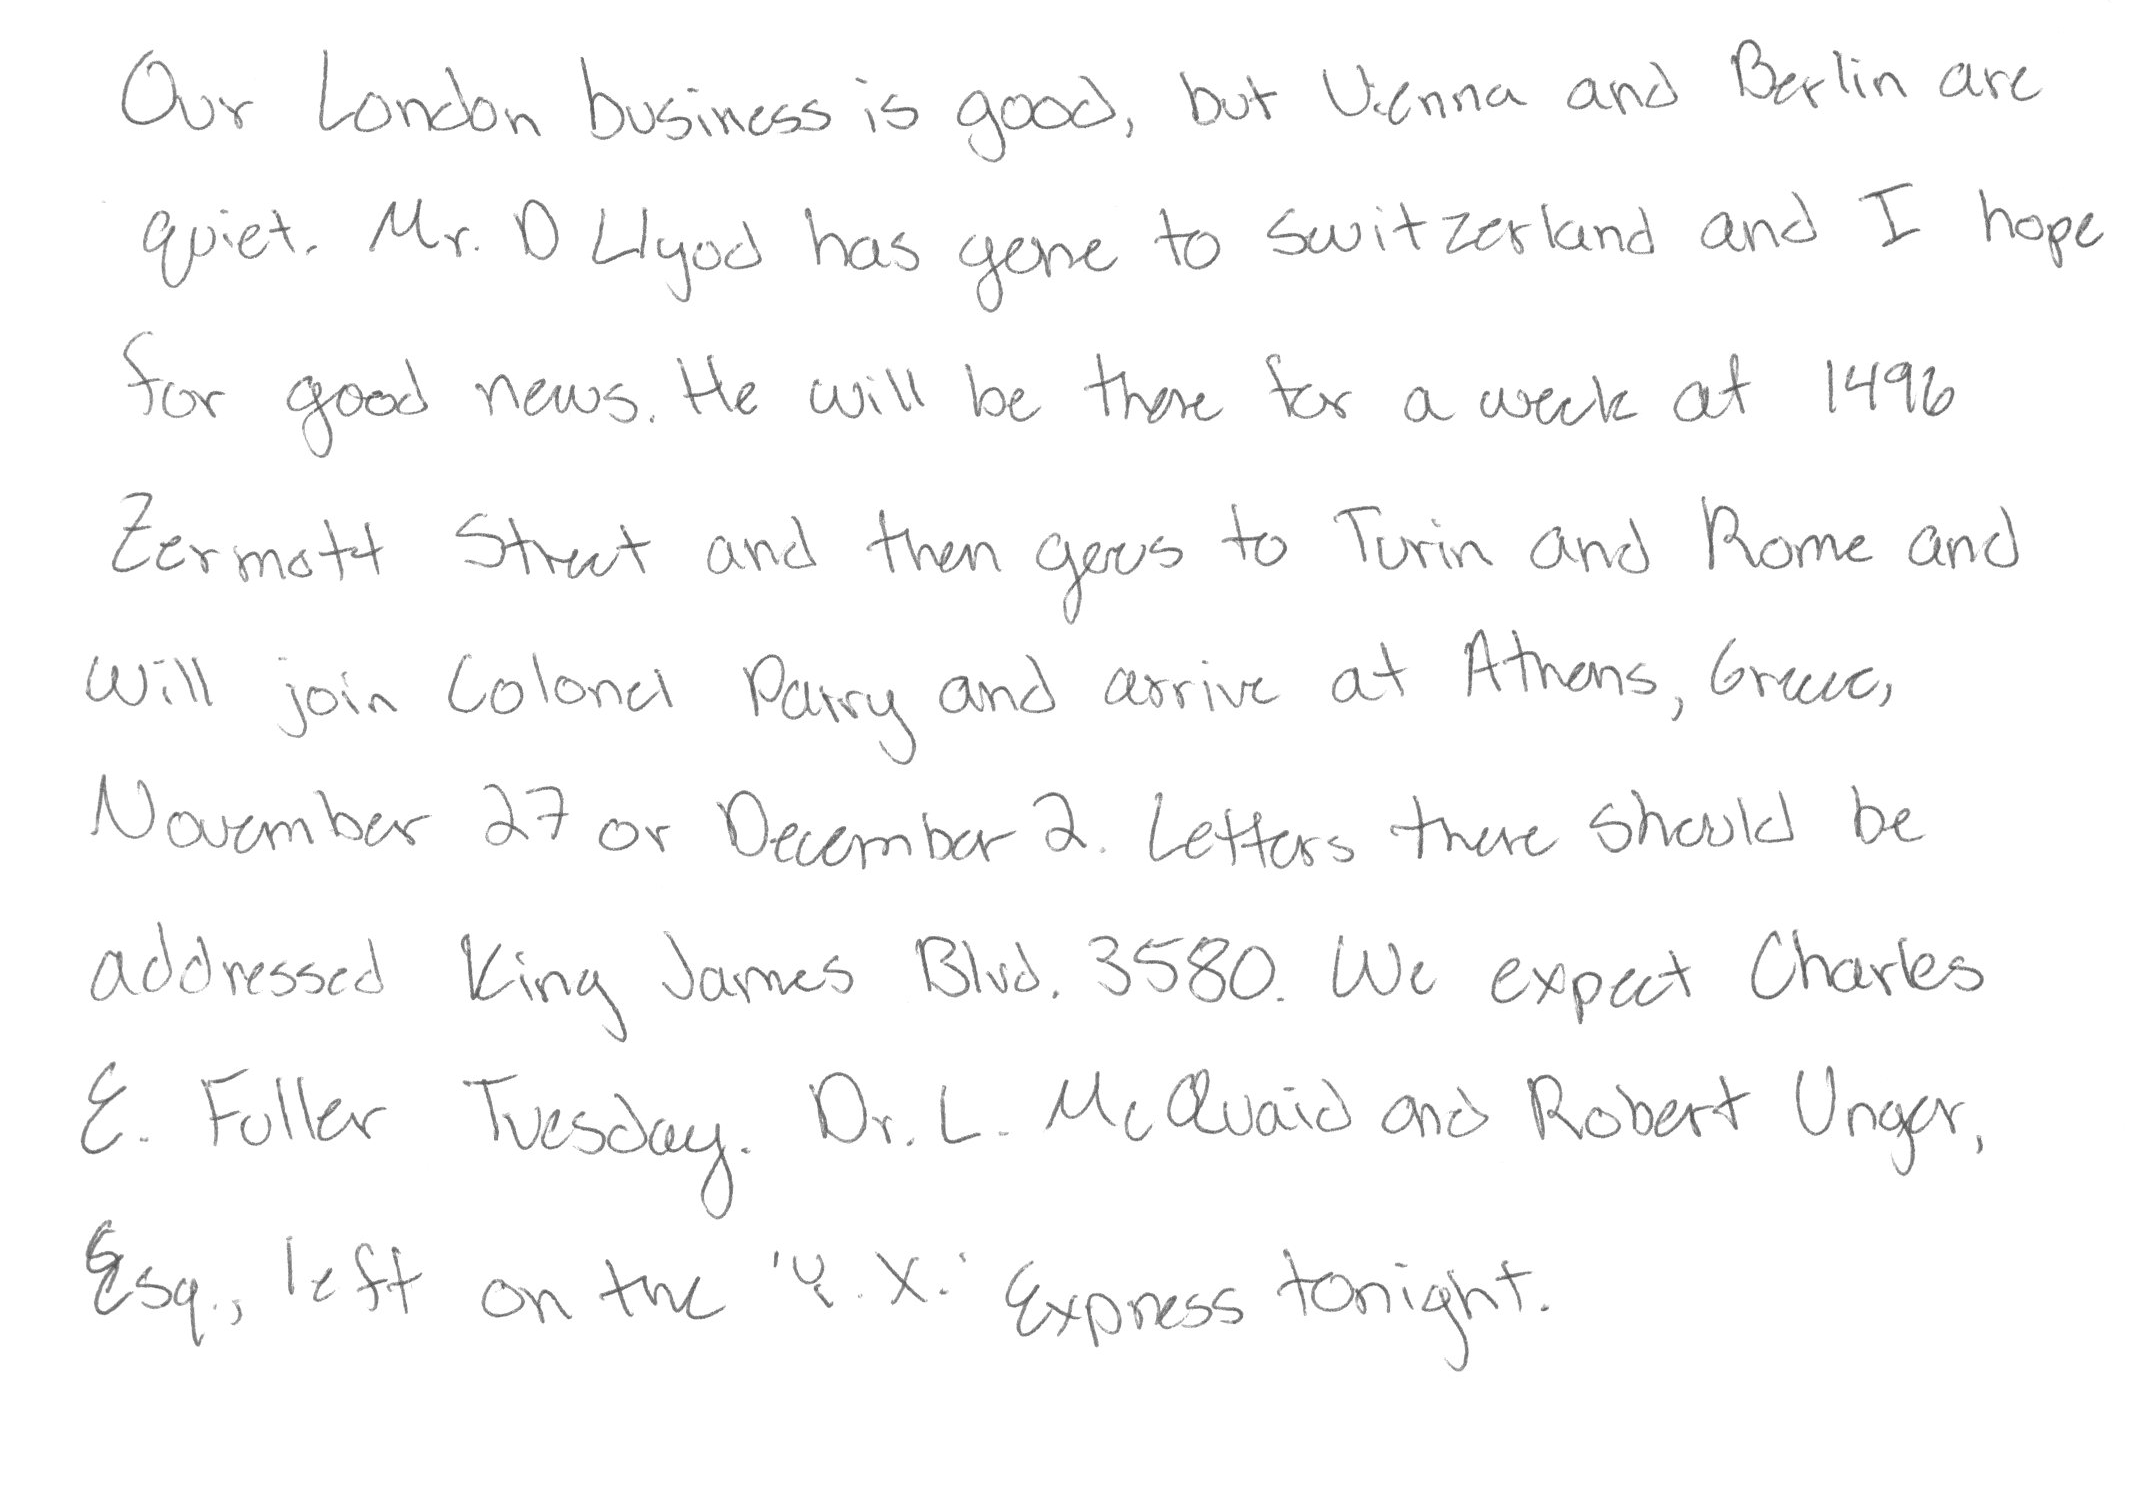 Our London business is good, but Vienna and Berlin are
quiet. Mr. D Llyod has gone to Switzerland and I hope
for good news. He will be there for a week at 1496
Zermott Street and then goes to Turin and Rome and
will join Colonel Parry and arrive at Athens, Greece,
November 27 or December 2. Letters there should be
addressed King James Blvd. 3580. We expect Charles
E. Fuller Tuesday. Dr. L. McQuaid and Robert Unger,
Esq., left on the 'Y. X.' Express tonight.